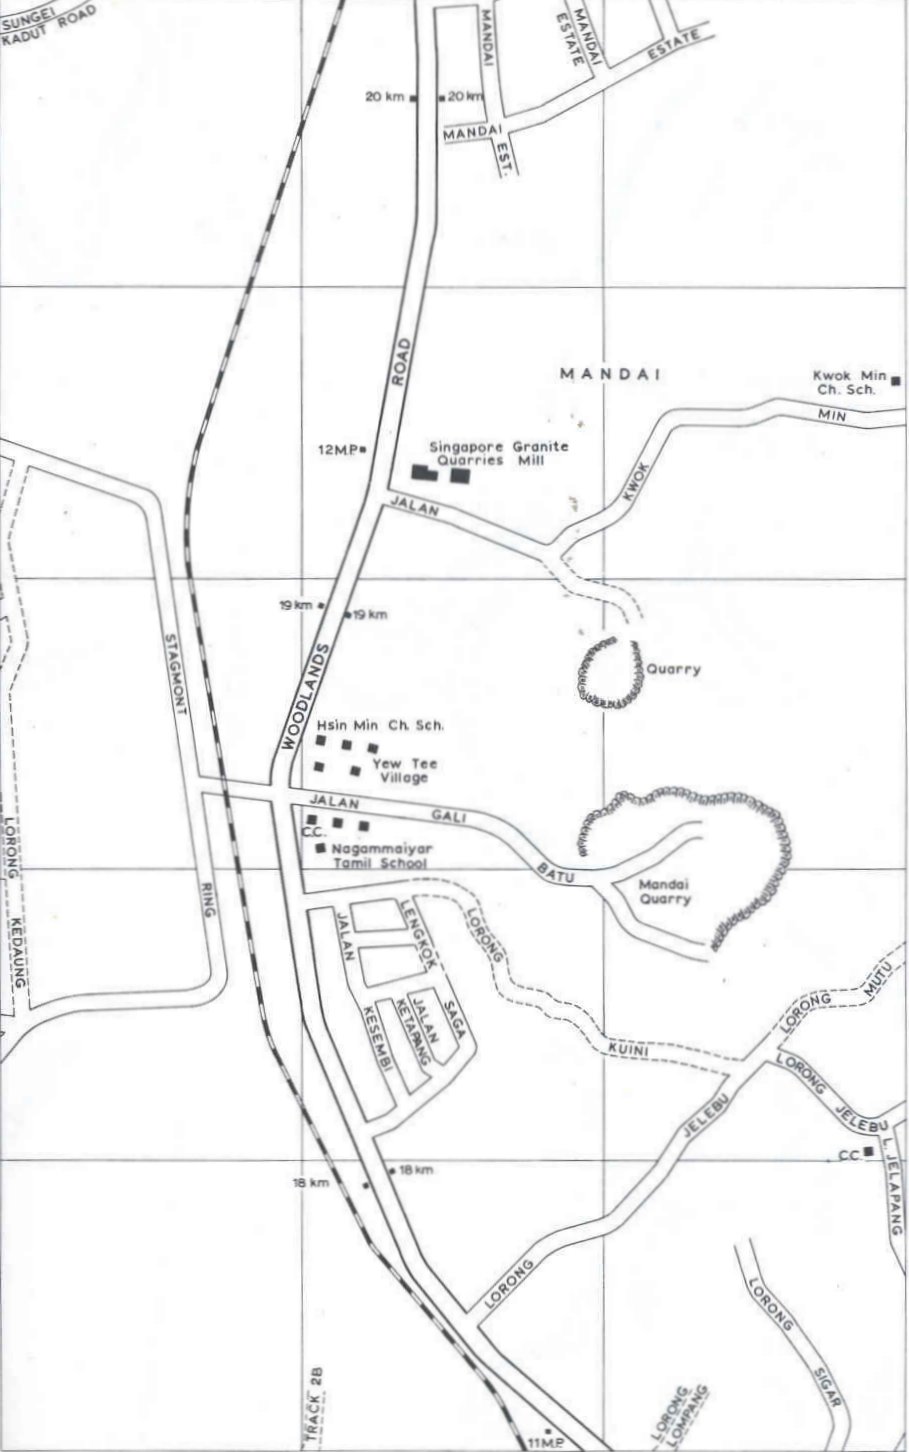 SUNGEI
KADUT ROAD
MANDAI
MANDAI
ESTATE
ESTATE
20 km
20 km
MANDAI
EST.
ROAD
MANDAI
Kwok Min
Ch. Sch.
MIN
12M.P.
Singapore Granite
Quarries Mill
KWOK
JALAN
19 km
19 km
STAGMONT
WOODLANDS
Quarry
Hsin Min Ch. Sch.
Yew Tee
Village
JALAN
GALI
BATU
C.C.
Nagammaiyar
Tamil School
Mandai
Quarry
LORONG
KEDAUNG
RING
JALAN
LENGKOK
LORONG
SAGA
JALAN
KETAPANG
KESEMBI
KUINI
LORONG
MUTU
LORONG
JELEBU
JELEBU
L. JELAPANG
C.C.
18 km
18 km
LORONG
LORONG
SIGAR
TRACK 2B
LORONG
LOMPANG
11M.P.